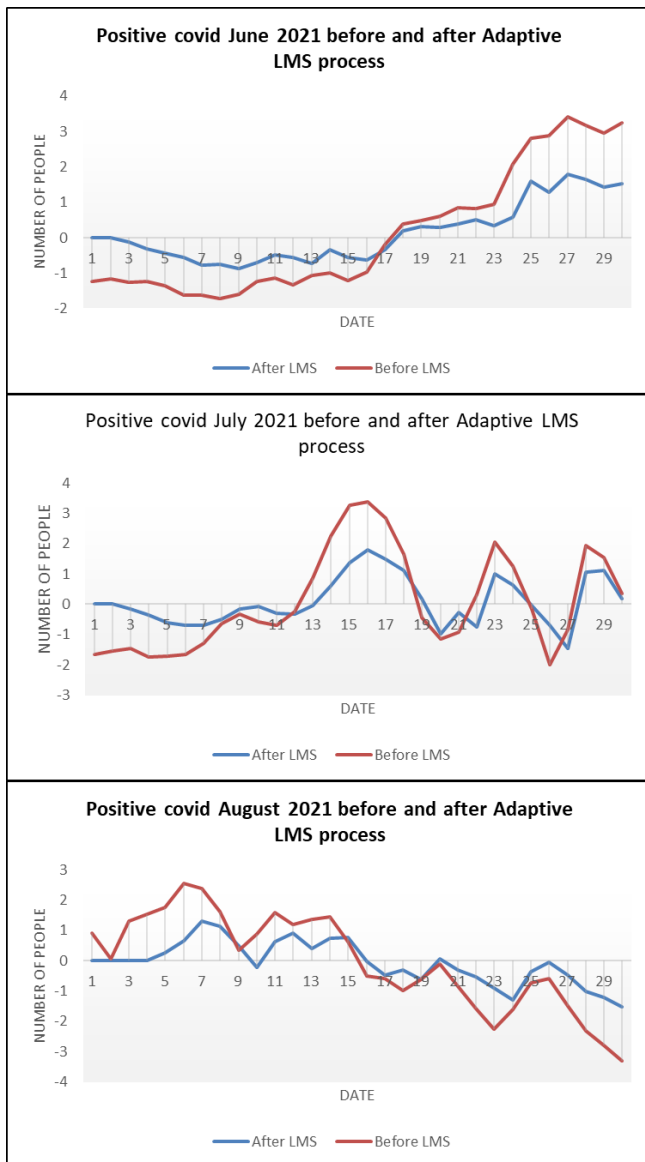 Positive covid June 2021 before and after Adaptive
LMS process
4
3
2
1
0
-1
-2
NUMBER OF PEOPLE
1 3 5 7 9 11 13 15 17 19 21 23 25 27 29
DATE
After LMS Before LMS
Positive covid July 2021 before and after Adaptive LMS
process
4
3
2
1
0
-1
-2
-3
NUMBER OF PEOPLE
1 3 5 7 9 11 13 15 17 19 21 23 25 27 29
DATE
After LMS Before LMS
Positive covid August 2021 before and after Adaptive
LMS process
3
2
1
0
-1
-2
-3
-4
NUMBER OF PEOPLE
1 3 5 7 9 11 13 15 17 19 21 23 25 27 29
DATE
After LMS Before LMS